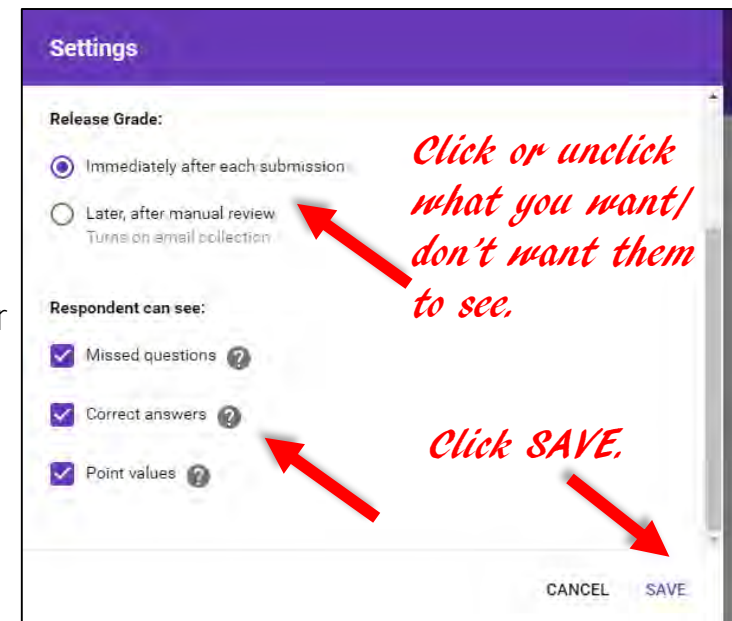 Settings
Release Grade:
Immediately after each submission
Later, after manual review
Turns on email collection
Click or unclick
what you want/
don't want them
to see.
r
Respondent can see:
Missed questions
Correct answers
Point values
Click SAVE.
CANCEL SAVE